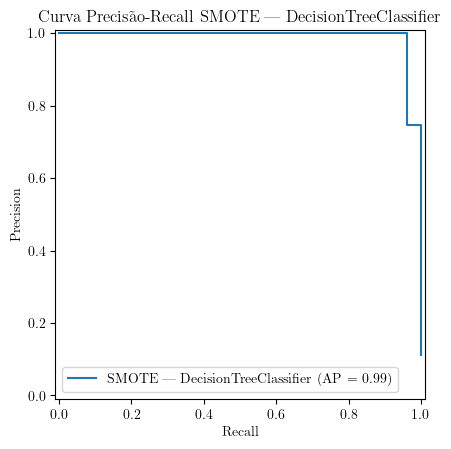 Curva Precisão-Recall SMOTE — DecisionTreeClassifier
1.0
0.8
0.6
0.4
0.2
0.0
Precision
SMOTE — DecisionTreeClassifier (AP = 0.99)
0.0 0.2 0.4 0.6 0.8 1.0
Recall